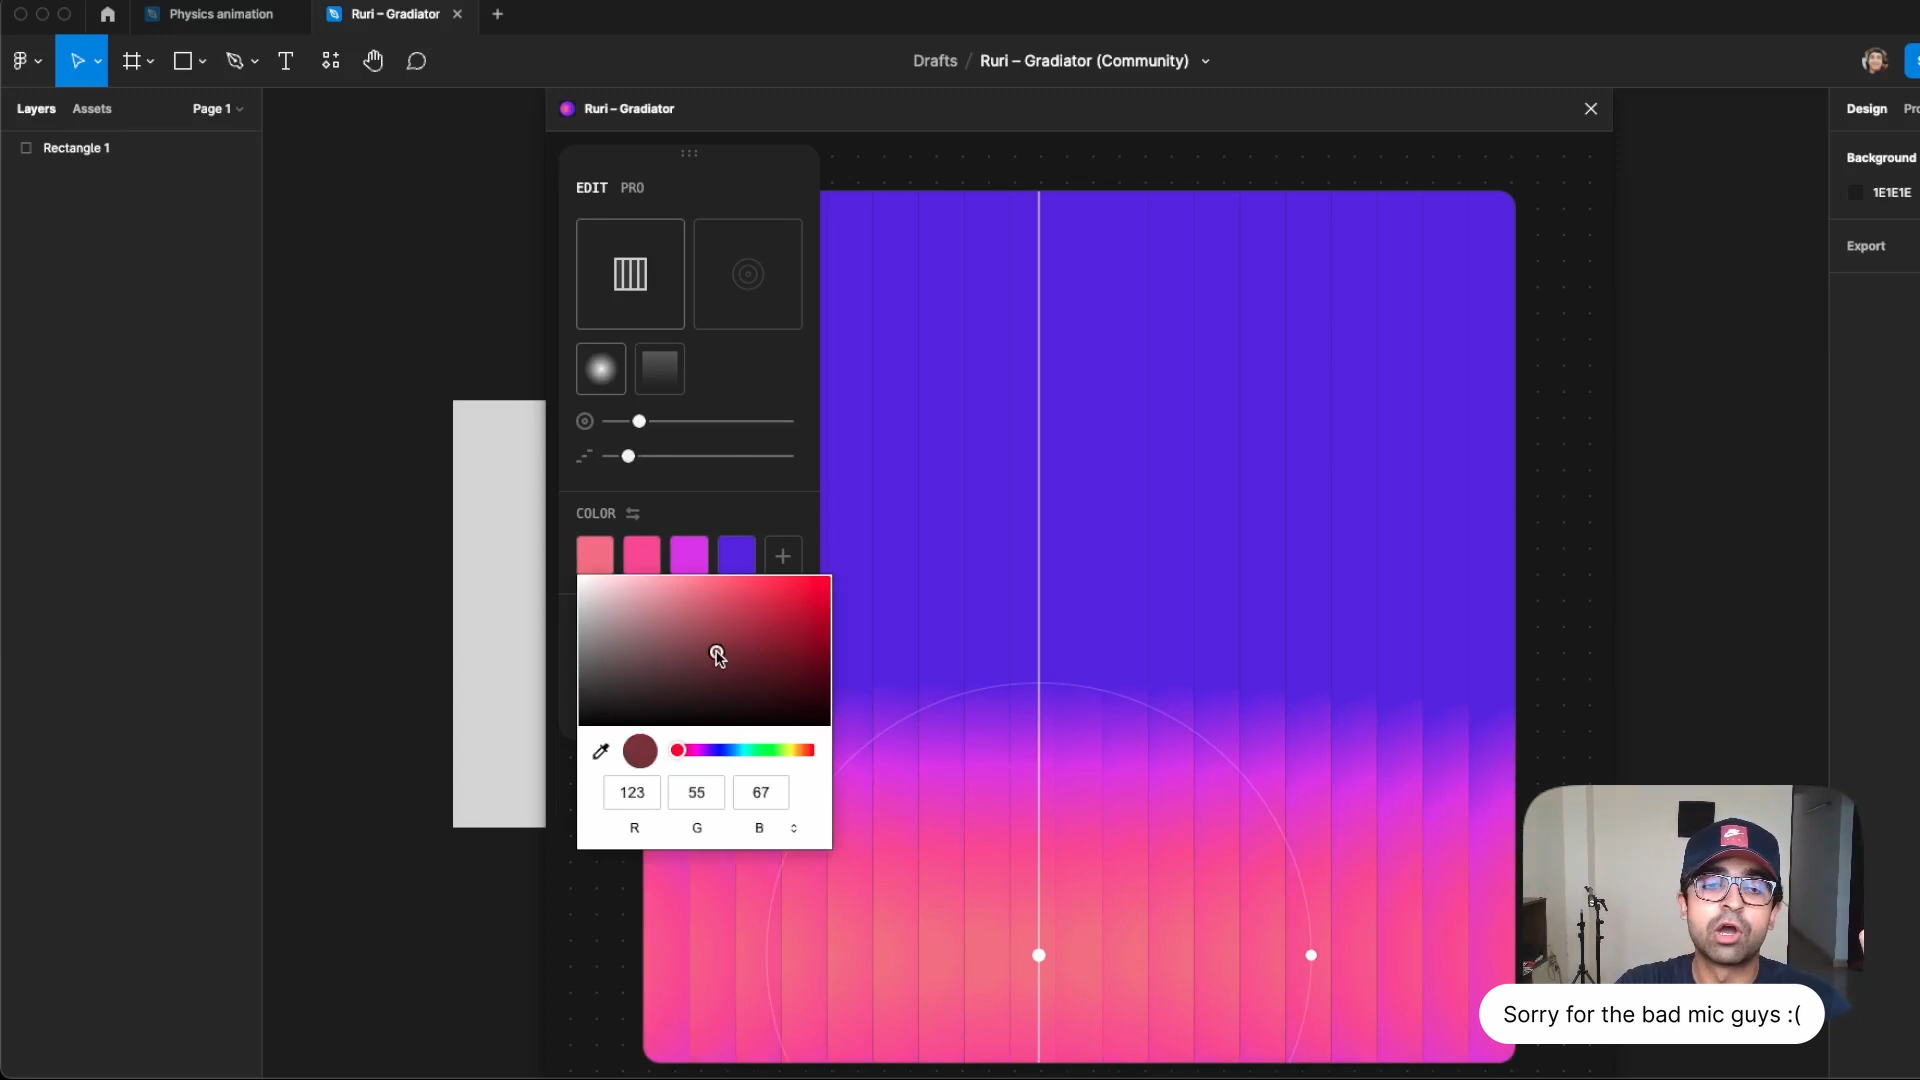 Physics animation
Ruri – Gradiator
Drafts / Ruri – Gradiator (Community)
Layers
Assets
Page 1
Rectangle 1
Ruri – Gradiator
EDIT
PRO
COLOR
123
55
67
R
G
B
Design
Background
1E1E1E
Export
Sorry for the bad mic guys :(